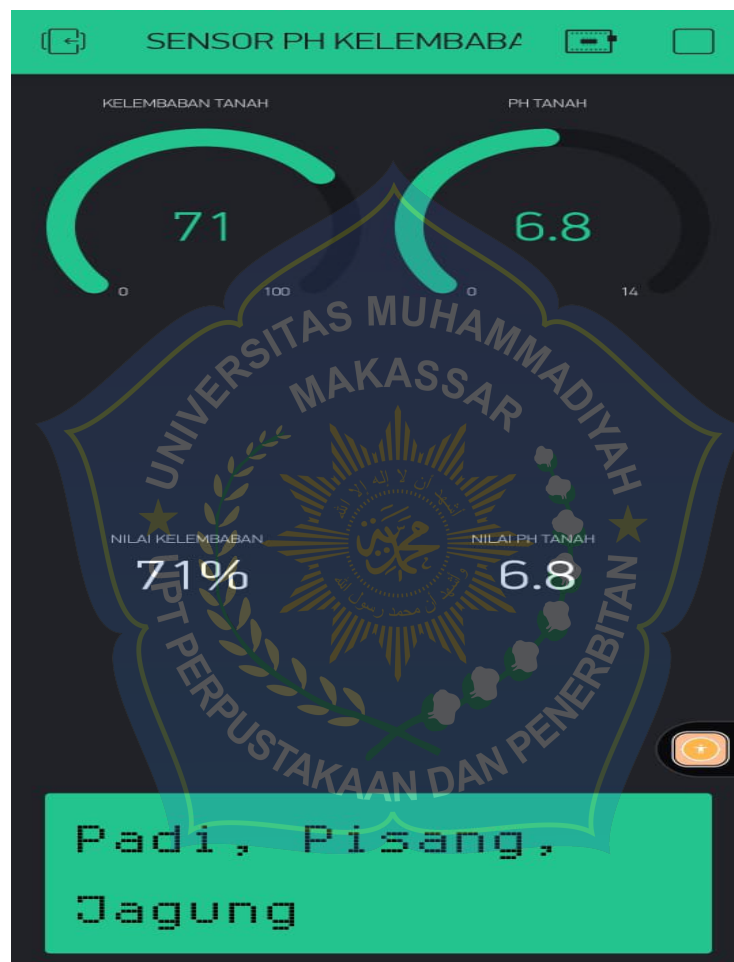 SENSOR PH KELEMBABA
KELEMBABAN TANAH
PH TANAH
71
6.8
0
100
0
14
UNIVERSITAS MUHAMMADIYAH
MAKASSAR
NILAI KELEMBABAN
NILAI PH TANAH
71%
6.8
UPT PERPUSTAKAAN DAN PENERBITAN
Padi, Pisang,
Jagung